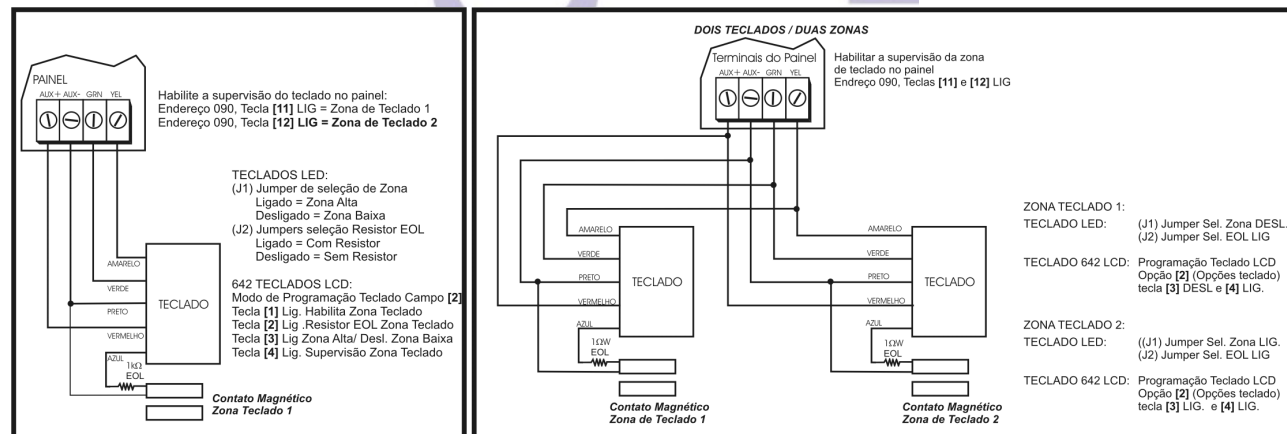 PAINEL
AUX+ AUX- GRN YEL
Habilite a supervisão do teclado no painel:
Endereço 090, Tecla [11] LIG = Zona de Teclado 1
Endereço 090, Tecla [12] LIG = Zona de Teclado 2
TECLADOS LED:
(J1) Jumper de seleção de Zona
Ligado = Zona Alta
Desligado = Zona Baixa
(J2) Jumpers seleção Resistor EOL
Ligado = Com Resistor
Desligado = Sem Resistor
642 TECLADOS LCD:
Modo de Programação Teclado Campo [2]
Tecla [1] Lig. Habilita Zona Teclado
Tecla [2] Lig .Resistor EOL Zona Teclado
Tecla [3] Lig Zona Alta/ Desl. Zona Baixa
Tecla [4] Lig. Supervisão Zona Teclado
AMARELO
VERDE
PRETO
VERMELHO
AZUL
TECLADO
1kΩ
EOL
Contato Magnético
Zona Teclado 1
DOIS TECLADOS / DUAS ZONAS
Terminais do Painel
AUX+ AUX- GRN YEL
Habilitar a supervisão da zona
de teclado no painel
Endreço 090, Teclas [11] e [12] LIG
AMARELO
VERDE
PRETO
VERMELHO
AZUL
TECLADO
1ΩW
EOL
Contato Magnético
Zona de Teclado 1
AMARELO
VERDE
PRETO
VERMELHO
AZUL
TECLADO
1ΩW
EOL
Contato Magnético
Zona de Teclado 2
ZONA TECLADO 1:
TECLADO LED: (J1) Jumper Sel. Zona DESL.
(J2) Jumper Sel. EOL LIG
TECLADO 642 LCD: Programação Teclado LCD
Opção [2] (Opções teclado)
tecla [3] DESL e [4] LIG.
ZONA TECLADO 2:
TECLADO LED: ((J1) Jumper Sel. Zona LIG.
(J2) Jumper Sel. EOL LIG
TECLADO 642 LCD: Programação Teclado LCD
Opção [2] (Opções teclado)
tecla [3] LIG. e [4] LIG.